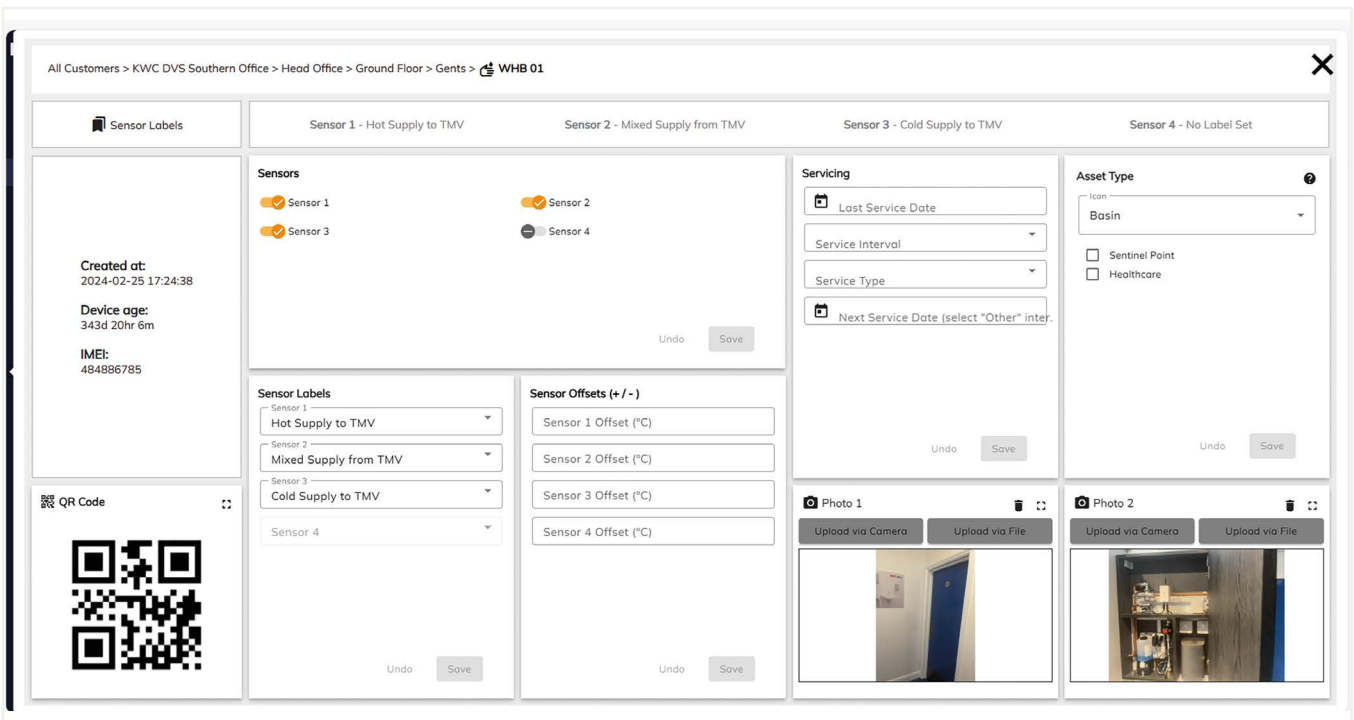 All Customers > KWC DVS Southern Office > Head Office > Ground Floor > Gents > WHB 01
Sensor Labels
Sensor 1 - Hot Supply to TMV
Sensor 2 - Mixed Supply from TMV
Sensor 3 - Cold Supply to TMV
Sensor 4 - No Label Set
Created at:
2024-02-25 17:24:38
Device age:
343d 20hr 6m
IMEI:
484886785
Sensors
Sensor 1
Sensor 2
Sensor 3
Sensor 4
Undo
Save
Servicing
Last Service Date
Service Interval
Service Type
Next Service Date (select "Other" inter.
Undo
Save
Asset Type
Icon
Basin
Sentinel Point
Healthcare
Undo
Save
Sensor Labels
Sensor 1
Hot Supply to TMV
Sensor 2
Mixed Supply from TMV
Sensor 3
Cold Supply to TMV
Sensor 4
Undo
Save
Sensor Offsets (+ / - )
Sensor 1 Offset (°C)
Sensor 2 Offset (°C)
Sensor 3 Offset (°C)
Sensor 4 Offset (°C)
Undo
Save
QR Code
Photo 1
Upload via Camera
Upload via File
Photo 2
Upload via Camera
Upload via File